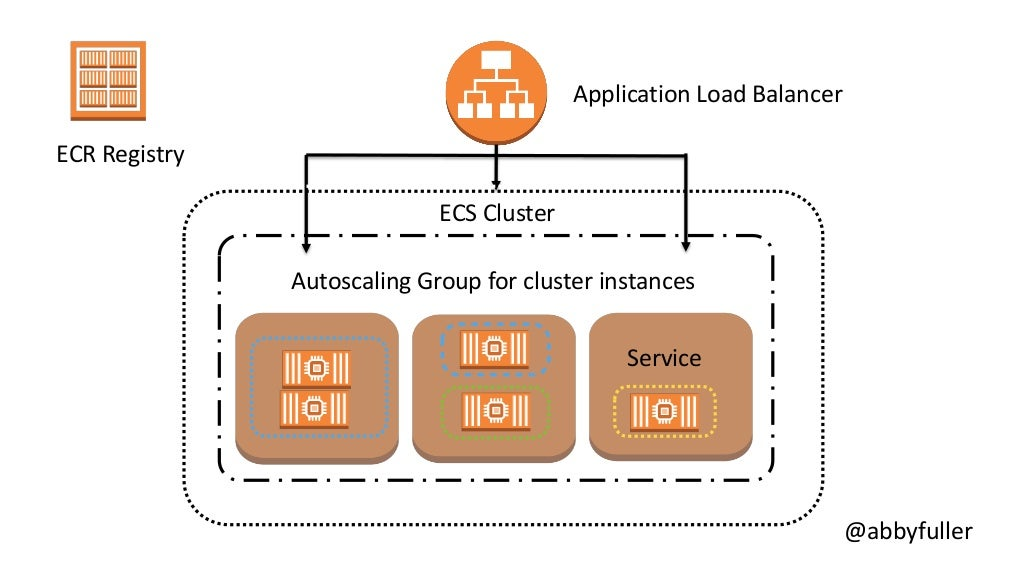 Application Load Balancer
ECR Registry
ECS Cluster
Autoscaling Group for cluster instances
Service
@abbyfuller